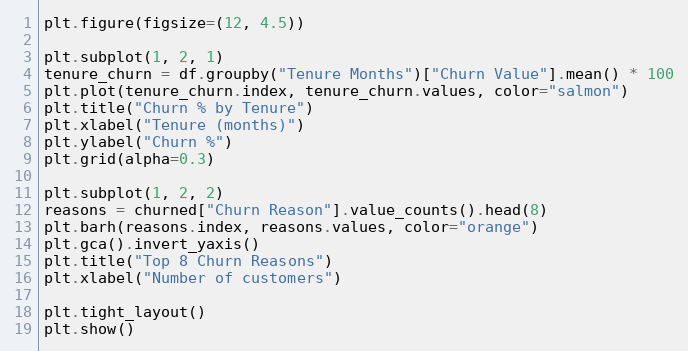 1 plt.figure(figsize=(12, 4.5))
2
3 plt.subplot(1, 2, 1)
4 tenure_churn = df.groupby("Tenure Months")["Churn Value"].mean() * 100
5 plt.plot(tenure_churn.index, tenure_churn.values, color="salmon")
6 plt.title("Churn % by Tenure")
7 plt.xlabel("Tenure (months)")
8 plt.ylabel("Churn %")
9 plt.grid(alpha=0.3)
10
11 plt.subplot(1, 2, 2)
12 reasons = churned["Churn Reason"].value_counts().head(8)
13 plt.barh(reasons.index, reasons.values, color="orange")
14 plt.gca().invert_yaxis()
15 plt.title("Top 8 Churn Reasons")
16 plt.xlabel("Number of customers")
17
18 plt.tight_layout()
19 plt.show()